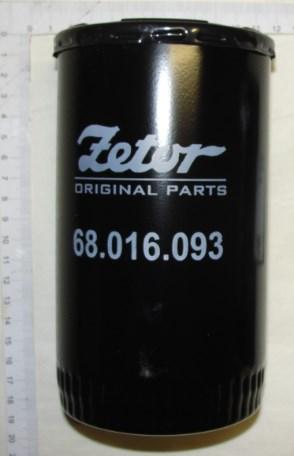 Zetor
ORIGINAL PARTS
68.016.093